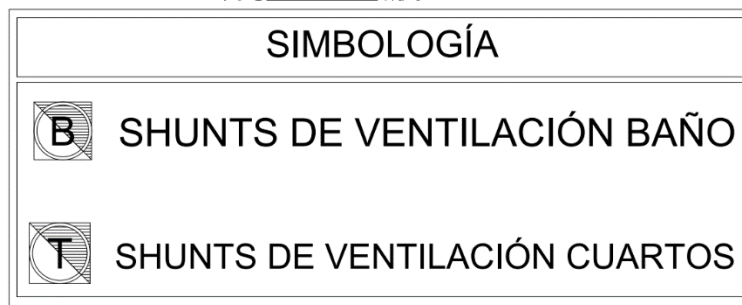 SIMBOLOGÍA
B SHUNTS DE VENTILACIÓN BAÑO
T SHUNTS DE VENTILACIÓN CUARTOS